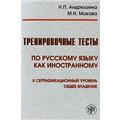 Н.П. Андрюшина
М.Н. Макова
ТРЕНИРОВОЧНЫЕ ТЕСТЫ
ПО РУССКОМУ ЯЗЫКУ
КАК ИНОСТРАННОМУ
II СЕРТИФИКАЦИОННЫЙ УРОВЕНЬ
ОБЩЕЕ ВЛАДЕНИЕ